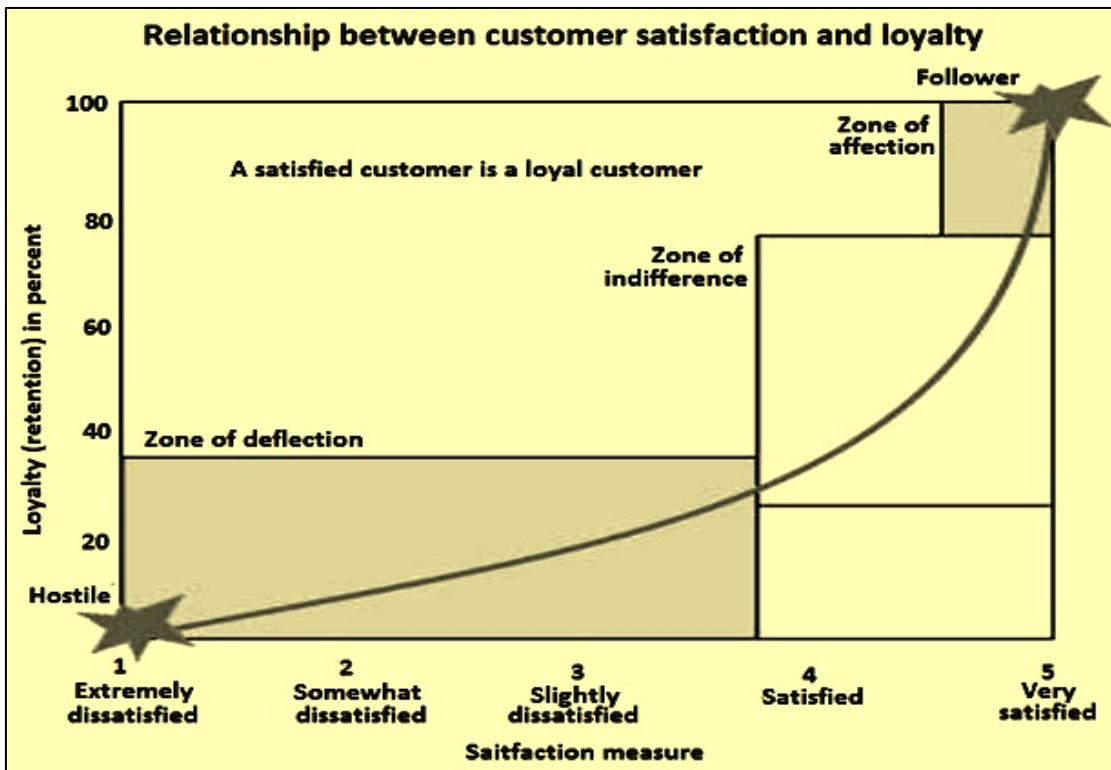 Relationship between customer satisfaction and loyalty
Follower
100
Zone of
affection
A satisfied customer is a loyal customer
80
Zone of
indifference
60
Loyalty (retention) in percent
40
Zone of deflection
20
Hostile
1
2
3
4
5
Extremely
dissatisfied
Somewhat
dissatisfied
Slightly
dissatisfied
Satisfied
Very
satisfied
Saitfaction measure